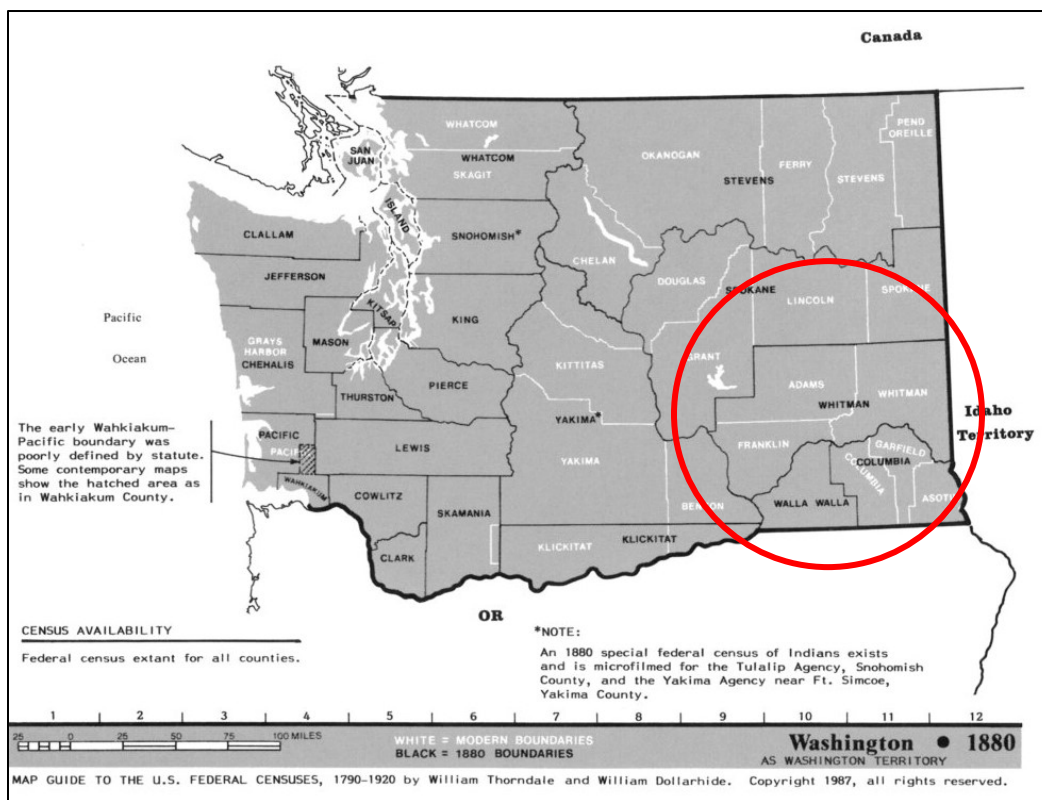 Canada
WHATCOM
PEND
OREILLE
SAN
JUAN
WHATCOM
OKANOGAN
FERRY
SKAGIT
STEVENS
STEVENS
ISLAND
CLALLAM
SNOHOMISH*
CHELAN
JEFFERSON
DOUGLAS
SPOKANE
SPOKANE
LINCOLN
KITSAP
KING
Pacific
Ocean
MASON
GRAYS
HARBOR
CHEHALIS
GRANT
KITTITAS
PIERCE
ADAMS
WHITMAN
THURSTON
WHITMAN
Idaho
Territory
YAKIMA*
The early Wahkiakum-
Pacific boundary was
poorly defined by statute.
Some contemporary maps
show the hatched area as
in Wahkiakum County.
PACIFIC
PACIF
LEWIS
FRANKLIN
GARFIELD
YAKIMA
COLUMBIA
COLUMBIA
WAHKIAKUM
COWLITZ
WALLA WALLA
ASOTIN
SKAMANIA
BENTON
KLICKITAT
KLICKITAT
CLARK
OR
CENSUS AVAILABILITY
Federal census extant for all counties.
*NOTE:
An 1880 special federal census of Indians exists
and is microfilmed for the Tulalip Agency, Snohomish
County, and the Yakima Agency near Ft. Simcoe,
Yakima County.
1 2 3 4 5 6 7 8 9 10 11 12
25 0 25 50 75 100 MILES
WHITE = MODERN BOUNDARIES
BLACK = 1880 BOUNDARIES
Washington • 1880
AS WASHINGTON TERRITORY
MAP GUIDE TO THE U.S. FEDERAL CENSUSES, 1790-1920 by William Thorndale and William Dollarhide. Copyright 1987, all rights reserved.